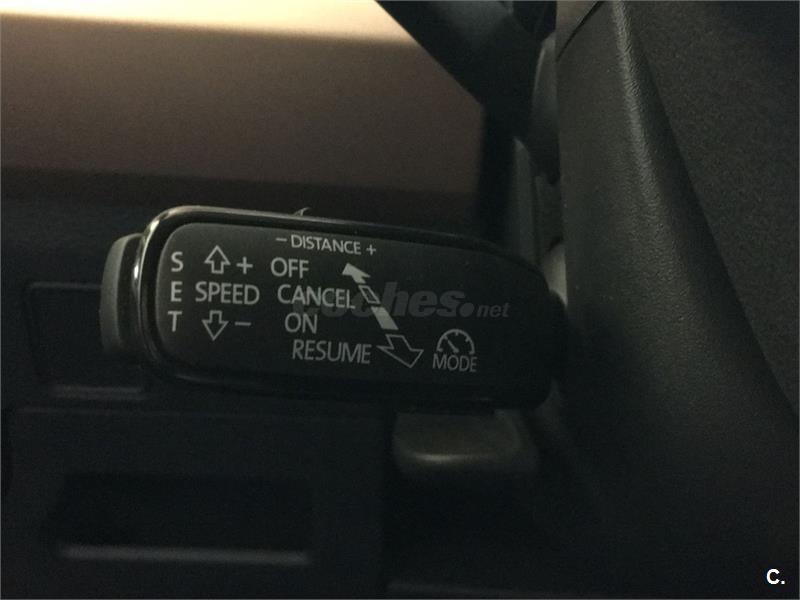 − DISTANCE +
S + OFF
E SPEED CANCEL
T − ON
RESUME
MODE
coches.net
C.